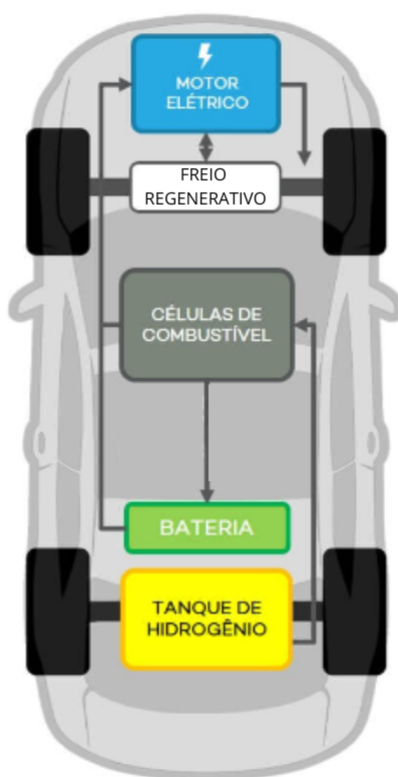 MOTOR
ELÉTRICO
FREIO
REGENERATIVO
CÉLULAS DE
COMBUSTÍVEL
BATERIA
TANQUE DE
HIDROGÊNIO